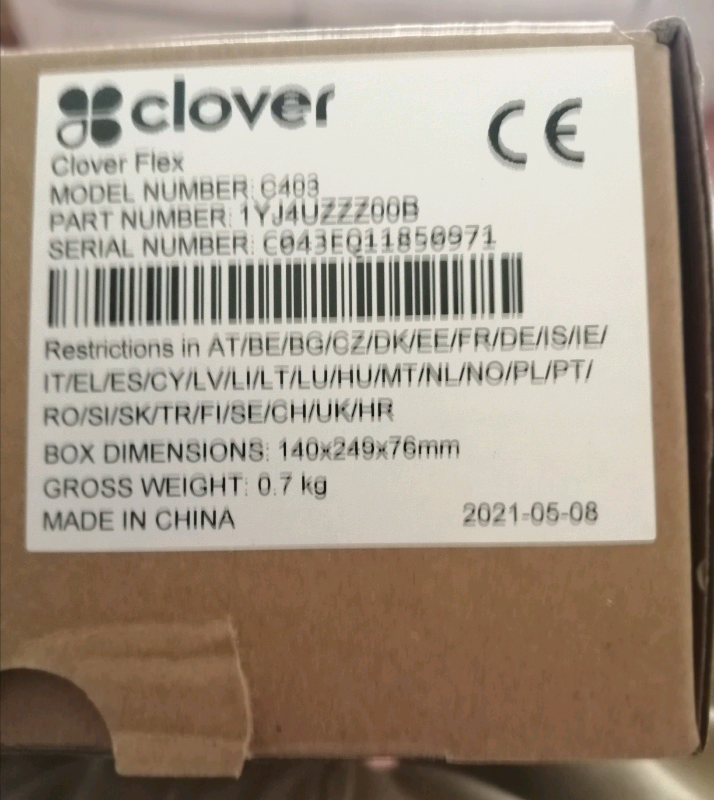 clover
CE
Clover Flex
MODEL NUMBER: C403
PART NUMBER: 1YJ4UZZZ00B
SERIAL NUMBER: C043EQ11850971
Restrictions in AT/BE/BG/CZ/DK/EE/FR/DE/IS/IE/
IT/EL/ES/CY/LV/LI/LT/LU/HU/MT/NL/NO/PL/PT/
RO/SI/SK/TR/FI/SE/CH/UK/HR
BOX DIMENSIONS: 140x249x76mm
GROSS WEIGHT: 0.7 kg
MADE IN CHINA 2021-05-08